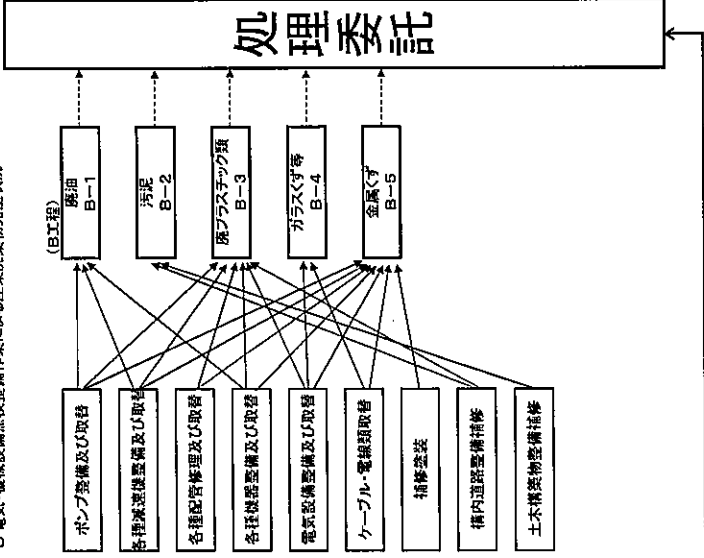 (B工程)
廃油
B-1
汚泥
B-2
廃プラスチック類
B-3
ガラスくず等
B-4
金属くず
B-5
処理委託
ポンプ整備及び取替
各種減速機整備及び取替
各種配管修理及び取替
各種機器整備及び取替
電気設備整備及び取替
ケーブル・電線類取替
補修塗装
構内道路整備補修
土木構築物整備補修